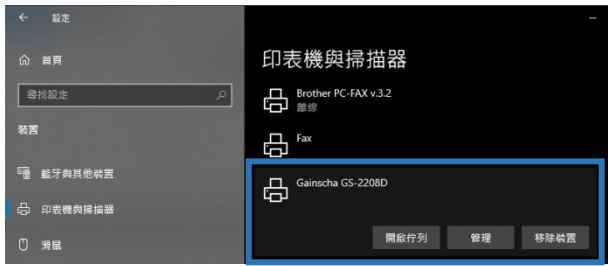 設定
首頁
尋找設定
裝置
藍牙與其他裝置
印表機與掃描器
滑鼠
印表機與掃描器
Brother PC-FAX v.3.2
離線
Fax
Gainscha GS-2208D
開啟佇列
管理
移除裝置